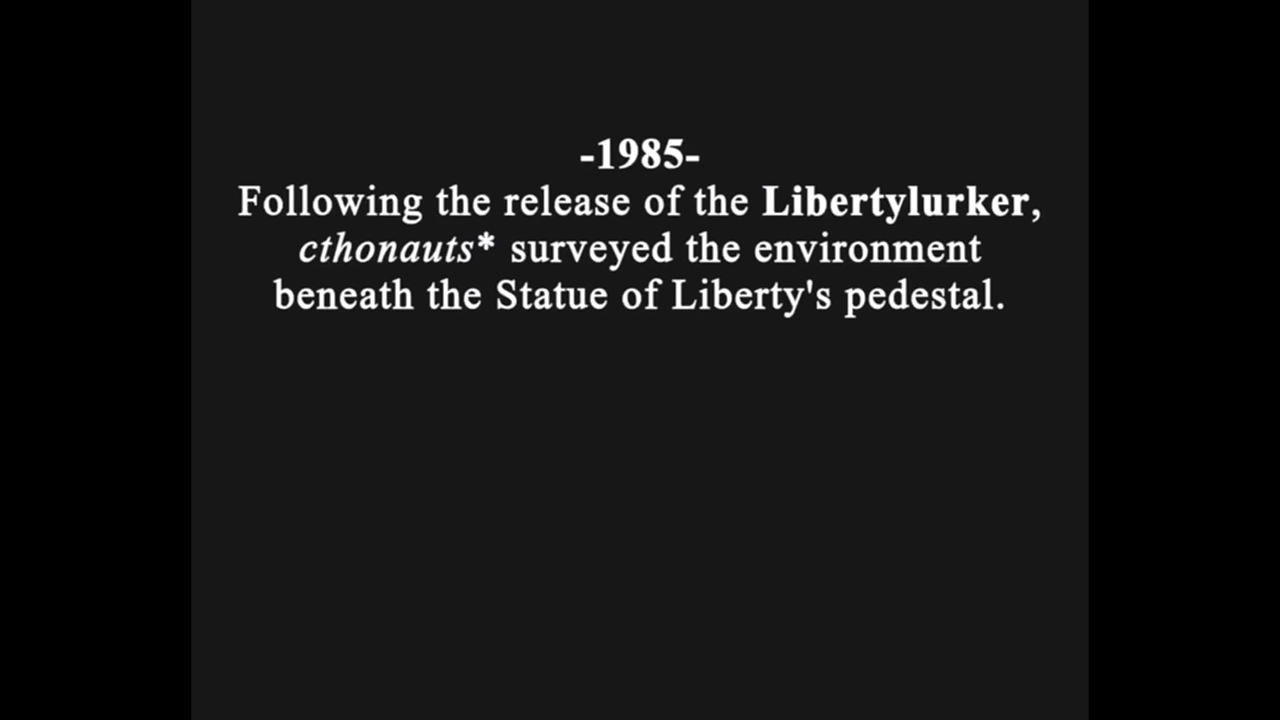 -1985-
Following the release of the Libertylurker,
cthonauts* surveyed the environment
beneath the Statue of Liberty's pedestal.